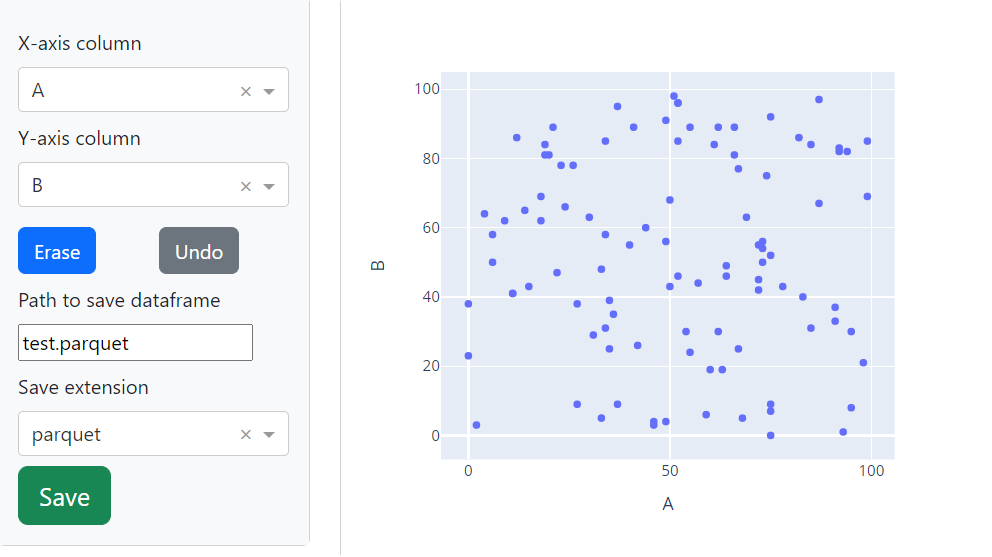 X-axis column
A
Y-axis column
B
Erase
Undo
Path to save dataframe
test.parquet
Save extension
parquet
Save
100
80
60
40
20
0
B
0
50
100
A